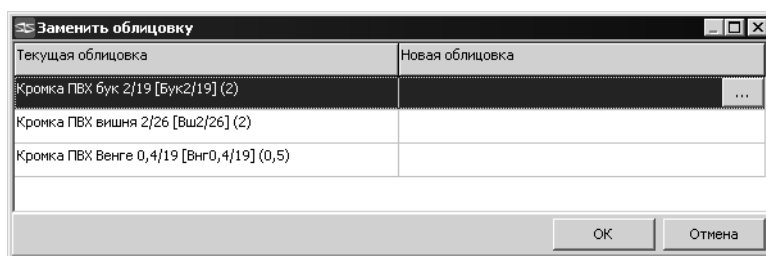 Заменить облицовку
Текущая облицовка Новая облицовка
Кромка ПВХ бук 2/19 [Бук2/19] (2) ...
Кромка ПВХ вишня 2/26 [Вш2/26] (2)
Кромка ПВХ Венге 0,4/19 [Внг0,4/19] (0,5)
ОК Отмена